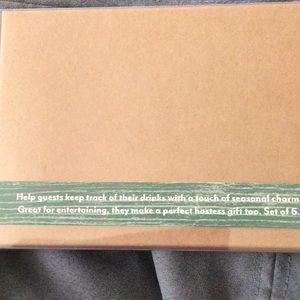 Help guests keep track of their drinks with a touch of seasonal charm
Great for entertaining, they make a perfect hostess gift too. Set of 6.